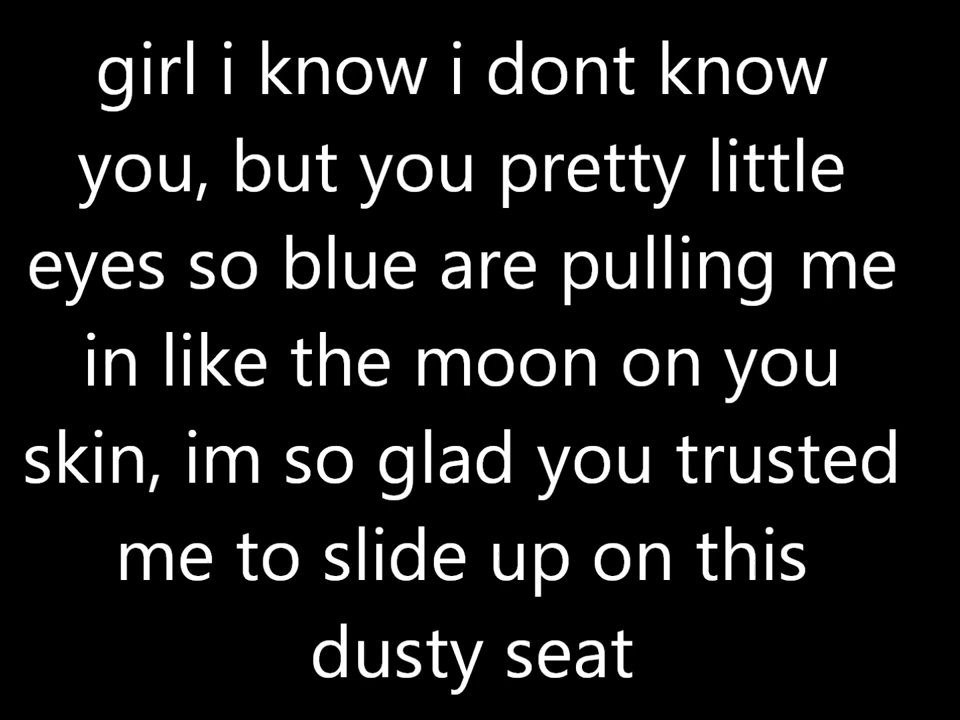 girl i know i dont know
you, but you pretty little
eyes so blue are pulling me
in like the moon on you
skin, im so glad you trusted
me to slide up on this
dusty seat